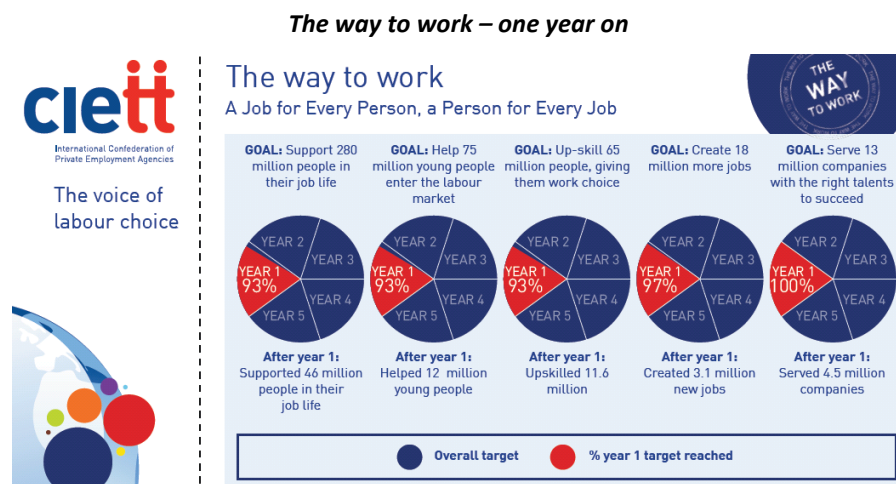 The way to work – one year on
ciett
International Confederation of
Private Employment Agencies
The voice of
labour choice
The way to work
A Job for Every Person, a Person for Every Job
THE
WAY
TO WORK
GOAL: Support 280
million people in
their job life
GOAL: Help 75
million young people
enter the labour
market
GOAL: Up-skill 65
million people, giving
them work choice
GOAL: Create 18
million more jobs
GOAL: Serve 13
million companies
with the right talents
to succeed
YEAR 2
YEAR 3
YEAR 1
93%
YEAR 4
YEAR 5
YEAR 2
YEAR 3
YEAR 1
93%
YEAR 4
YEAR 5
YEAR 2
YEAR 3
YEAR 1
93%
YEAR 4
YEAR 5
YEAR 2
YEAR 3
YEAR 1
97%
YEAR 4
YEAR 5
YEAR 2
YEAR 3
YEAR 1
100%
YEAR 4
YEAR 5
After year 1:
Supported 46 million
people in their
job life
After year 1:
Helped 12 million
young people
After year 1:
Upskilled 11.6
million
After year 1:
Created 3.1 million
new jobs
After year 1:
Served 4.5 million
companies
Overall target
% year 1 target reached